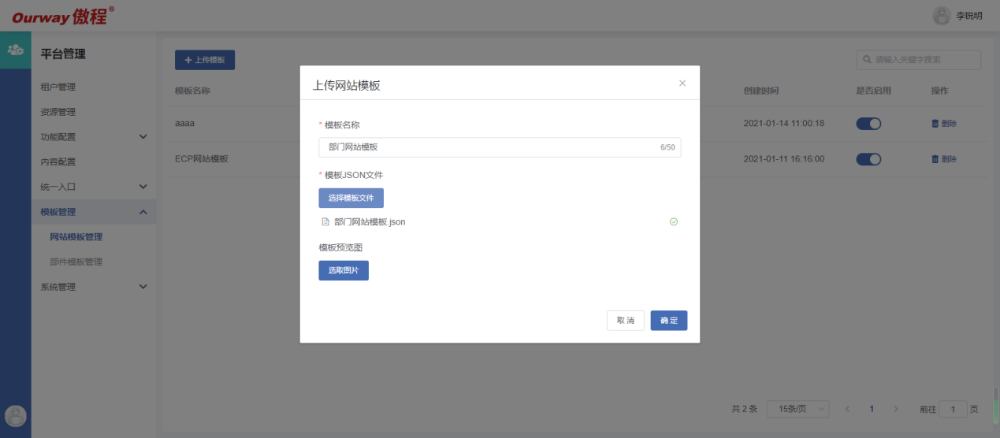 Ourway 傲程®
李锐明
平台管理
租户管理
资源管理
功能配置
内容配置
统一入口
模板管理
网站模板管理
部件模板管理
系统管理
+ 上传模板
请输入关键字搜索
模板名称
创建时间
是否启用
操作
aaaa
2021-01-14 11:00:18
删除
ECP网站模板
2021-01-11 16:16:00
删除
上传网站模板
* 模板名称
部门网站模板
6/50
* 模板JSON文件
选择模板文件
部门网站模板.json
模板预览图
选取图片
取消
确定
共 2 条
15条/页
1
前往
1
页